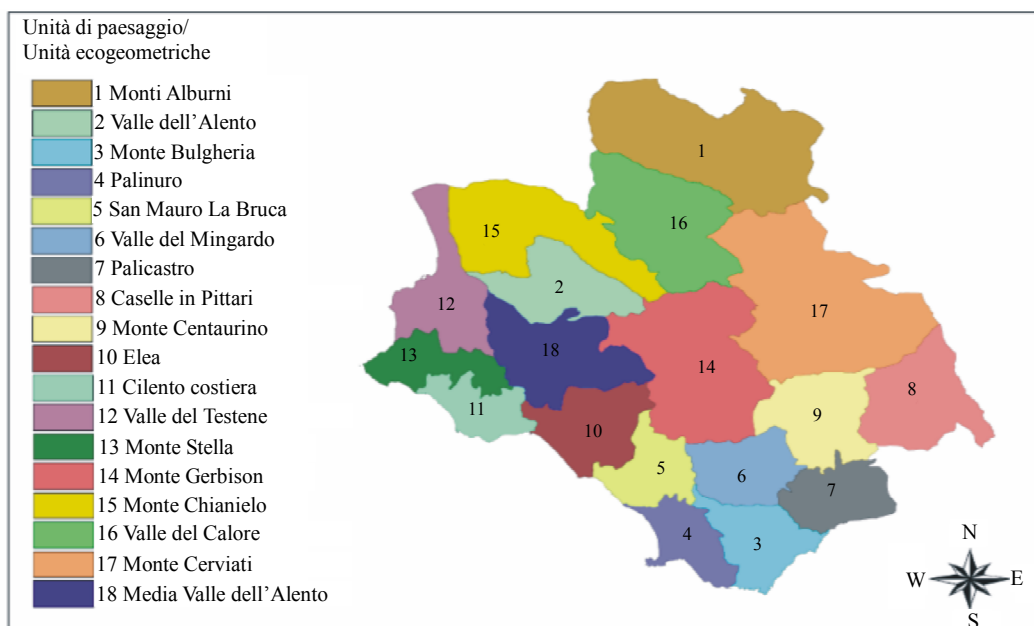 Unità di paesaggio/
Unità ecogeometriche
1 Monti Alburni
2 Valle dell'Alento
3 Monte Bulgheria
4 Palinuro
5 San Mauro La Bruca
6 Valle del Mingardo
7 Palicastro
8 Caselle in Pittari
9 Monte Centaurino
10 Elea
11 Cilento costiera
12 Valle del Testene
13 Monte Stella
14 Monte Gerbison
15 Monte Chianielo
16 Valle del Calore
17 Monte Cerviati
18 Media Valle dell'Alento
1
16
15
2
12
17
18
13
14
8
11
10
9
5
6
7
4
3
N
W E
S